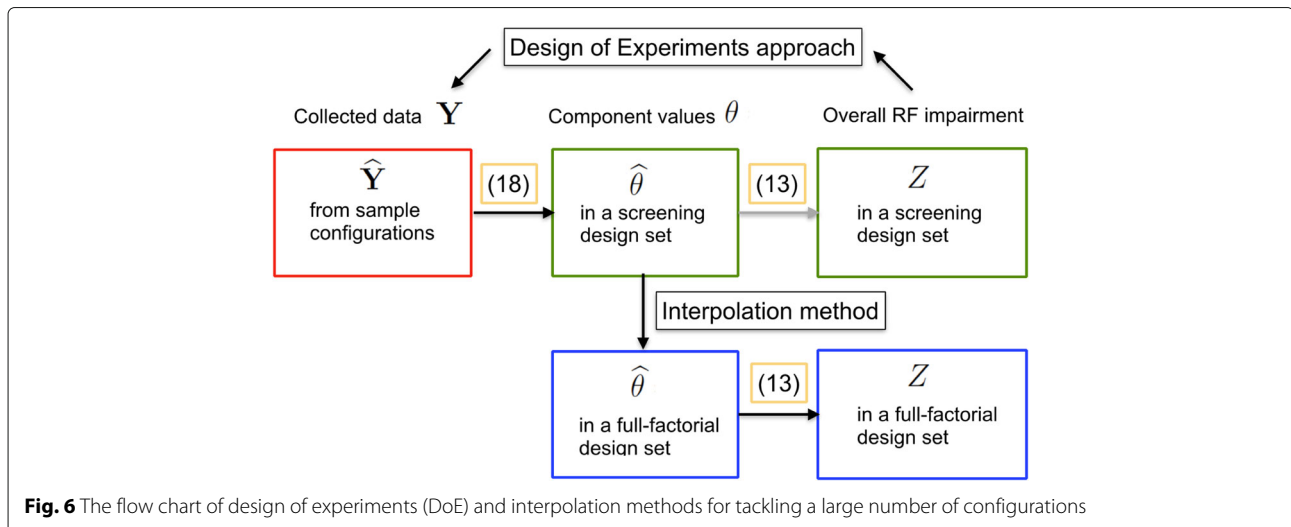 Design of Experiments approach
Collected data Y
Component values θ
Overall RF impairment
Ŷ
from sample
configurations
(18)
θ̂
in a screening
design set
(13)
Z
in a screening
design set
Interpolation method
θ̂
in a full-factorial
design set
(13)
Z
in a full-factorial
design set
Fig. 6 The flow chart of design of experiments (DoE) and interpolation methods for tackling a large number of configurations